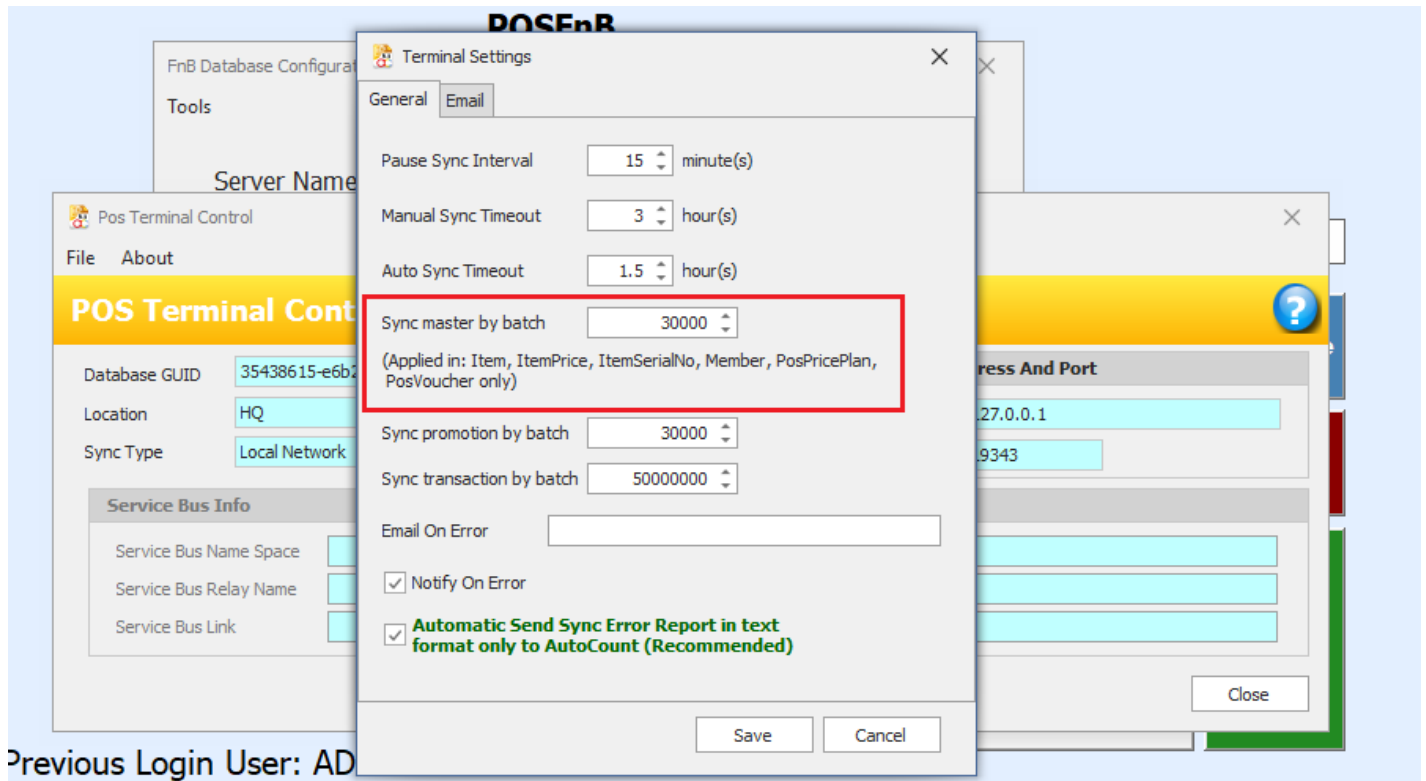 POSFnB
FnB Database Configurat
Tools
Server Name
Terminal Settings
General Email
Pause Sync Interval 15 minute(s)
Manual Sync Timeout 3 hour(s)
Auto Sync Timeout 1.5 hour(s)
Sync master by batch 30000
(Applied in: Item, ItemPrice, ItemSerialNo, Member, PosPricePlan,
PosVoucher only)
Sync promotion by batch 30000
Sync transaction by batch 50000000
Email On Error
Notify On Error
Automatic Send Sync Error Report in text
format only to AutoCount (Recommended)
Save Cancel
Pos Terminal Control
File About
POS Terminal Cont
?
Database GUID 35438615-e6b2
Location HQ
Sync Type Local Network
ress And Port
127.0.0.1
9343
Service Bus Info
Service Bus Name Space
Service Bus Relay Name
Service Bus Link
Close
Previous Login User: AD